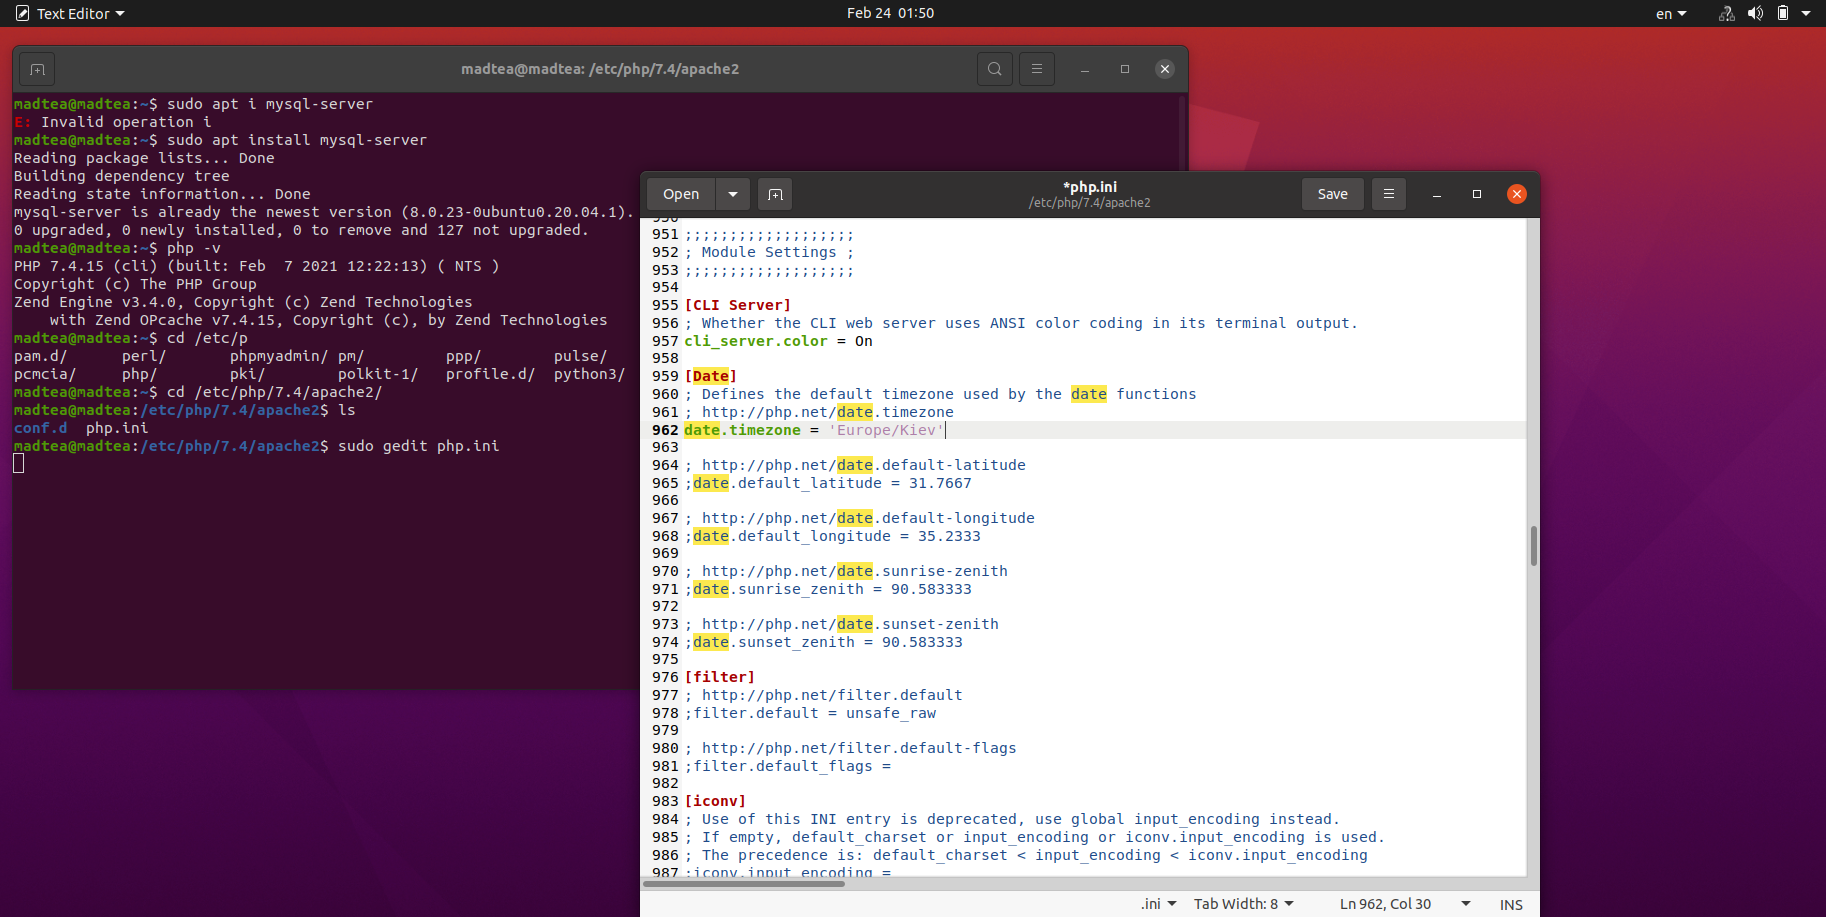 Text Editor
Feb 24 01:50
en
madtea@madtea: /etc/php/7.4/apache2
madtea@madtea:~$ sudo apt i mysql-server
E: Invalid operation i
madtea@madtea:~$ sudo apt install mysql-server
Reading package lists... Done
Building dependency tree
Reading state information... Done
mysql-server is already the newest version (8.0.23-0ubuntu0.20.04.1).
0 upgraded, 0 newly installed, 0 to remove and 127 not upgraded.
madtea@madtea:~$ php -v
PHP 7.4.15 (cli) (built: Feb  7 2021 12:22:13) ( NTS )
Copyright (c) The PHP Group
Zend Engine v3.4.0, Copyright (c) Zend Technologies
    with Zend OPcache v7.4.15, Copyright (c), by Zend Technologies
madtea@madtea:~$ cd /etc/p
pam.d/      perl/       phpmyadmin/ pm/         ppp/        pulse/
pcmcia/     php/        pki/        polkit-1/   profile.d/  python3/
madtea@madtea:~$ cd /etc/php/7.4/apache2/
madtea@madtea:/etc/php/7.4/apache2$ ls
conf.d  php.ini
madtea@madtea:/etc/php/7.4/apache2$ sudo gedit php.ini
Open
*php.ini
/etc/php/7.4/apache2
Save
950
951 ;;;;;;;;;;;;;;;;;;;
952 ; Module Settings ;
953 ;;;;;;;;;;;;;;;;;;;
954
955 [CLI Server]
956 ; Whether the CLI web server uses ANSI color coding in its terminal output.
957 cli_server.color = On
958
959 [Date]
960 ; Defines the default timezone used by the date functions
961 ; http://php.net/date.timezone
962 date.timezone = 'Europe/Kiev'
963
964 ; http://php.net/date.default-latitude
965 ;date.default_latitude = 31.7667
966
967 ; http://php.net/date.default-longitude
968 ;date.default_longitude = 35.2333
969
970 ; http://php.net/date.sunrise-zenith
971 ;date.sunrise_zenith = 90.583333
972
973 ; http://php.net/date.sunset-zenith
974 ;date.sunset_zenith = 90.583333
975
976 [filter]
977 ; http://php.net/filter.default
978 ;filter.default = unsafe_raw
979
980 ; http://php.net/filter.default-flags
981 ;filter.default_flags =
982
983 [iconv]
984 ; Use of this INI entry is deprecated, use global input_encoding instead.
985 ; If empty, default_charset or input_encoding or iconv.input_encoding is used.
986 ; The precedence is: default_charset < input_encoding < iconv.input_encoding
987 ;iconv.input_encoding =
.ini
Tab Width: 8
Ln 962, Col 30
INS